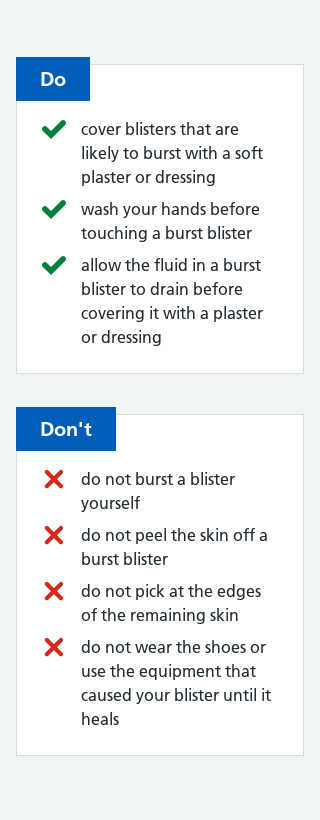 Do
cover blisters that are
likely to burst with a soft
plaster or dressing
wash your hands before
touching a burst blister
allow the fluid in a burst
blister to drain before
covering it with a plaster
or dressing
Don't
do not burst a blister
yourself
do not peel the skin off a
burst blister
do not pick at the edges
of the remaining skin
do not wear the shoes or
use the equipment that
caused your blister until it
heals